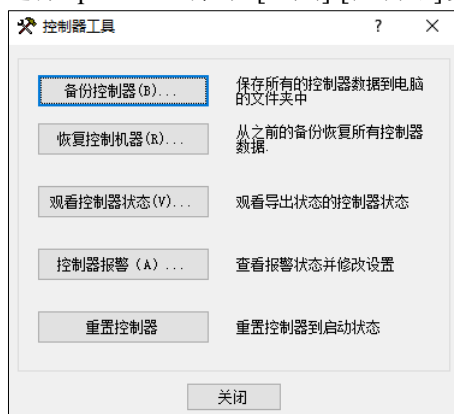 控制器工具 ? ×
备份控制器(B)...
保存所有的控制器数据到电脑
的文件夹中
恢复控制机器(R)...
从之前的备份恢复所有控制器
数据.
观看控制器状态(V)...
观看导出状态的控制器状态
控制器报警（A）...
查看报警状态并修改设置
重置控制器
重置控制器到启动状态
关闭